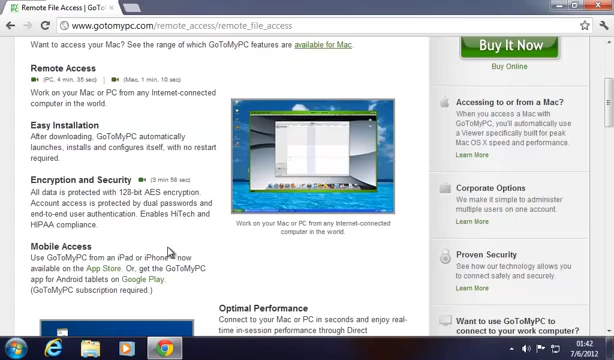 Remote File Access | GoTo
www.gotomypc.com/remote_access/remote_file_access
Want to access your Mac? See the range of which GoToMyPC features are available for Mac.
Remote Access
(PC, 4 min, 35 sec) | (Mac, 1 min, 10 sec)
Work on your Mac or PC from any Internet-connected
computer in the world.
Easy Installation
After downloading, GoToMyPC automatically
launches, installs and configures itself, with no restart
required.
Encryption and Security (3 min 58 sec)
All data is protected with 128-bit AES encryption.
Account access is protected by dual passwords and
end-to-end user authentication. Enables HiTech and
HIPAA compliance.
Mobile Access
Use GoToMyPC from an iPad or iPhone - now
available on the App Store. Or, get the GoToMyPC
app for Android tablets on Google Play.
(GoToMyPC subscription required.)
Work on your Mac or PC from any Internet-connected
computer in the world.
Optimal Performance
Connect to your Mac or PC in seconds and enjoy real-
time in-session performance through Direct
Buy It Now
Buy Online
Accessing to or from a Mac?
When you access a Mac with
GoToMyPC, you'll automatically use
a Viewer specifically built for peak
Mac OS X speed and performance.
Learn More
Corporate Options
We make it simple to administer
multiple users on one account.
Learn More
Proven Security
See how our technology allows you
to connect safely and securely.
Learn More
Want to use GoToMyPC to
connect to your work computer?
01:42
7/6/2012